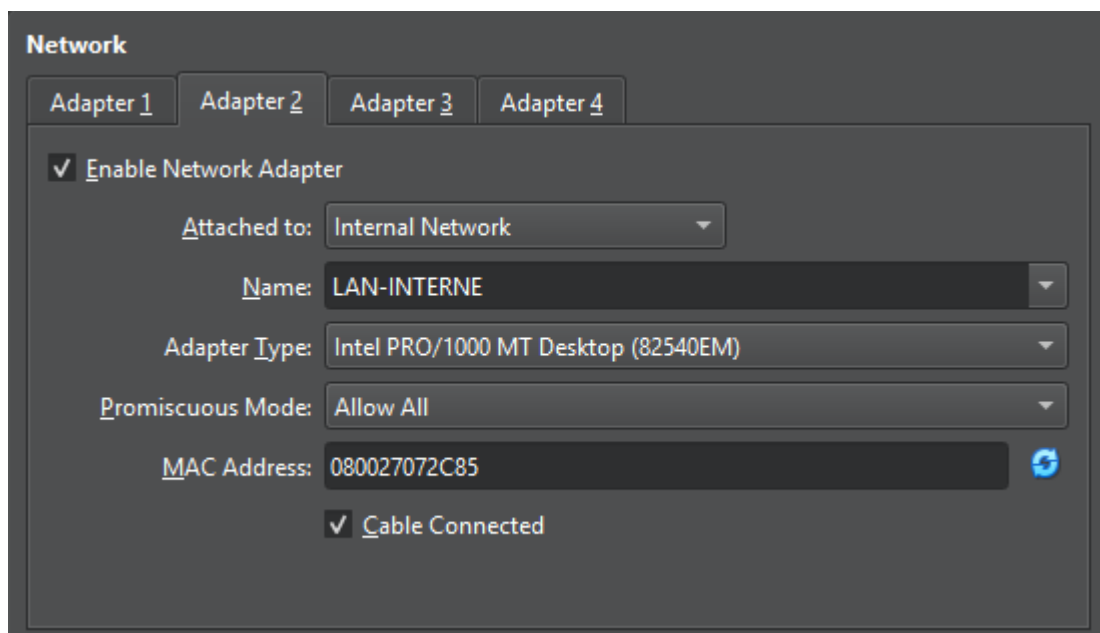 Network
Adapter 1 Adapter 2 Adapter 3 Adapter 4
Enable Network Adapter
Attached to: Internal Network
Name: LAN-INTERNE
Adapter Type: Intel PRO/1000 MT Desktop (82540EM)
Promiscuous Mode: Allow All
MAC Address: 080027072C85
Cable Connected